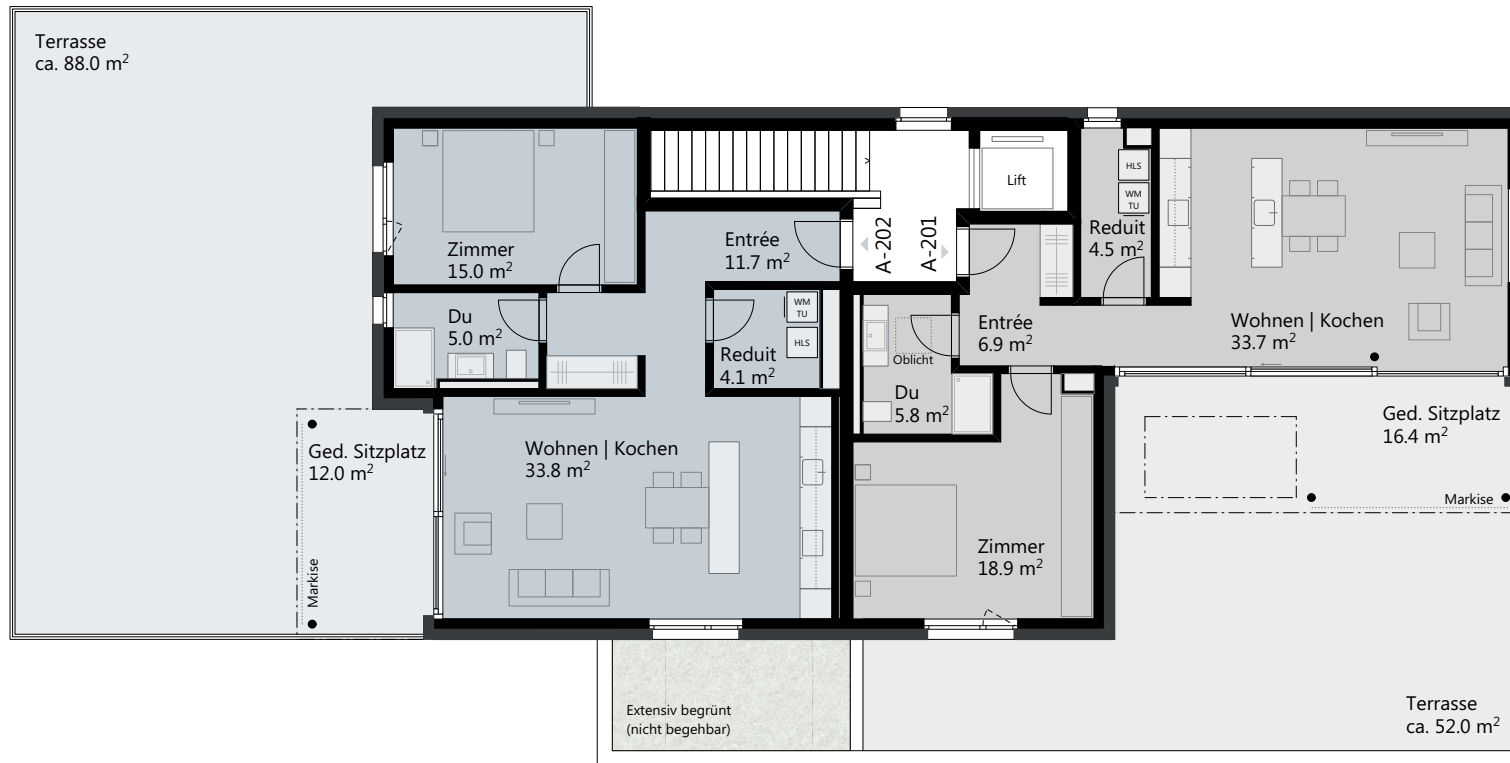 Terrasse
ca. 88.0 m²
Zimmer
15.0 m²
Entrée
11.7 m²
A-202
A-201
Lift
HLS
WM
TU
Reduit
4.5 m²
Du
5.0 m²
WM
TU
HLS
Reduit
4.1 m²
Oblicht
Du
5.8 m²
Entrée
6.9 m²
Wohnen | Kochen
33.7 m²
Ged. Sitzplatz
12.0 m²
Markise
Wohnen | Kochen
33.8 m²
Zimmer
18.9 m²
Ged. Sitzplatz
16.4 m²
Markise
Extensiv begrünt
(nicht begehbar)
Terrasse
ca. 52.0 m²